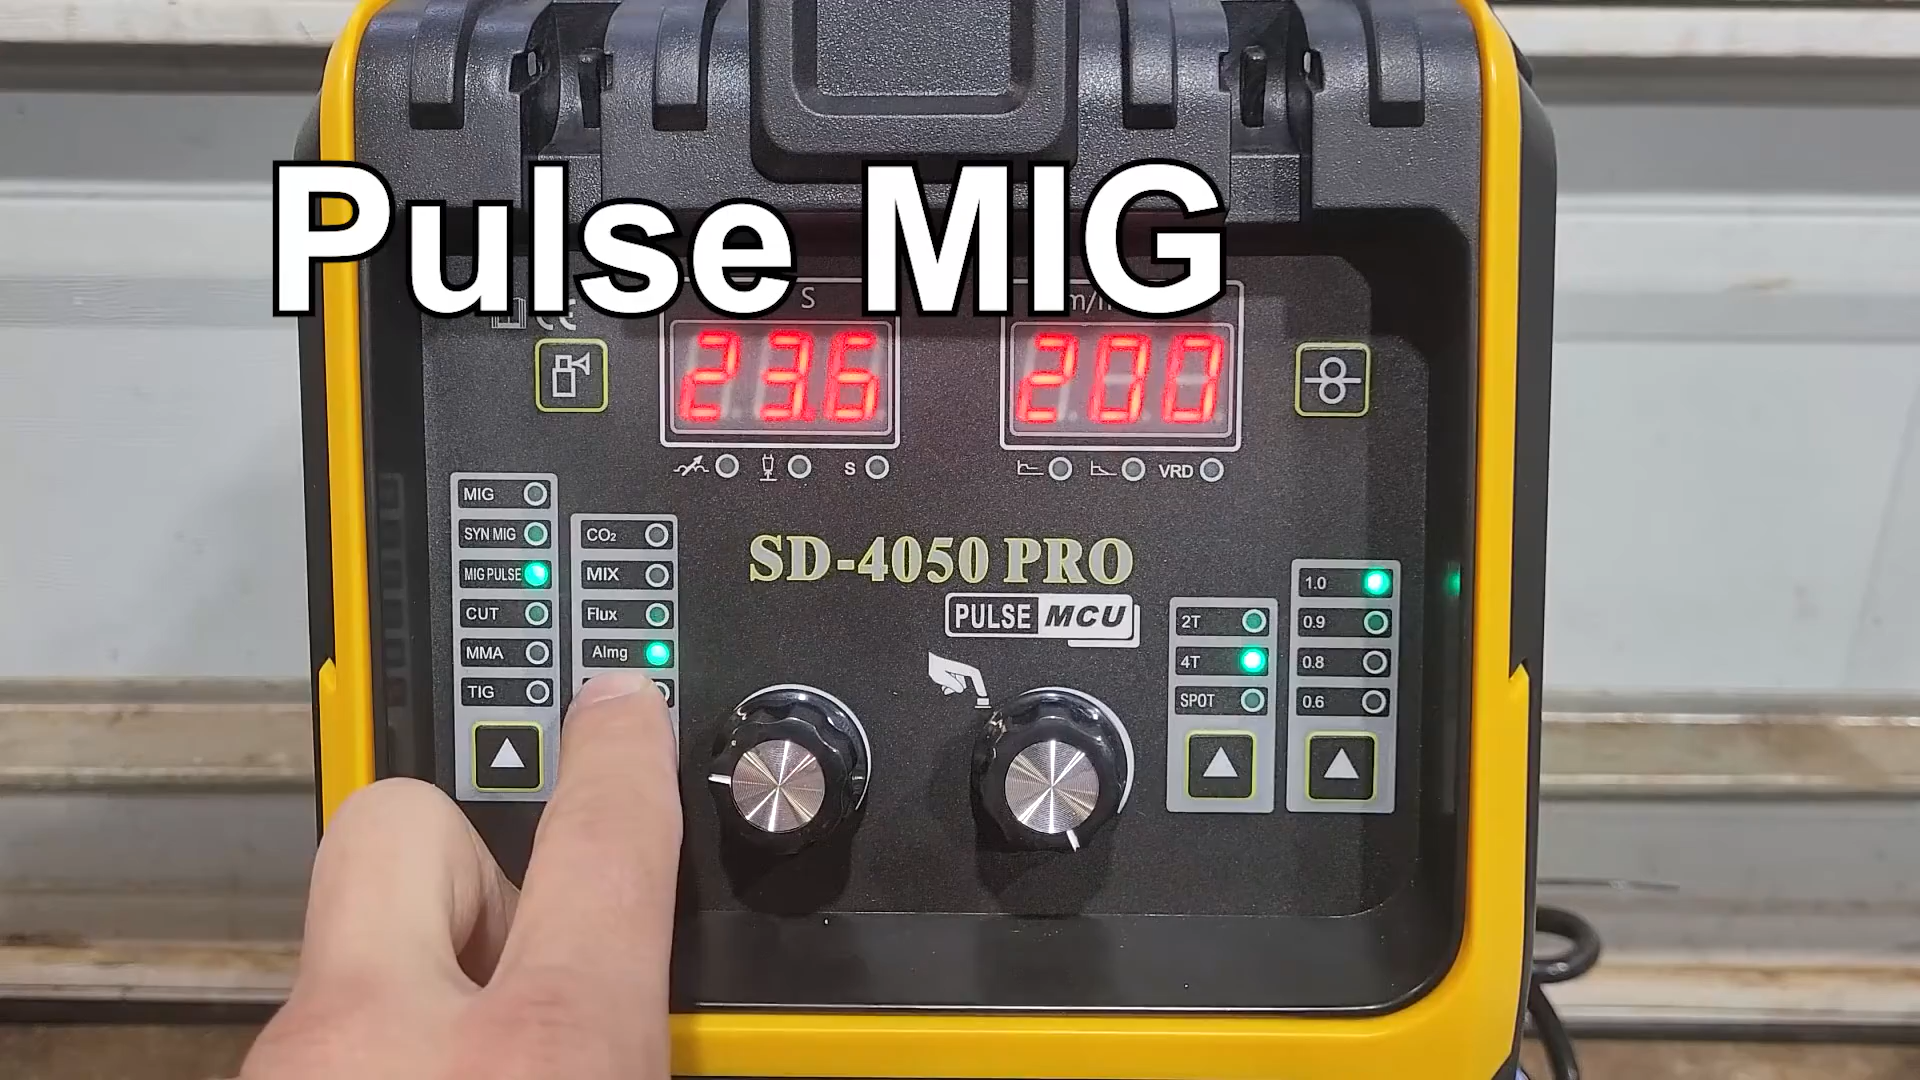 Pulse MIG
S
CE
23.6
200
S
VRD
MIG
SYN MIG
MIG PULSE
CUT
MMA
TIG
CO₂
MIX
Flux
Almg
SD-4050 PRO
PULSE MCU
2T
4T
SPOT
1.0
0.9
0.8
0.6